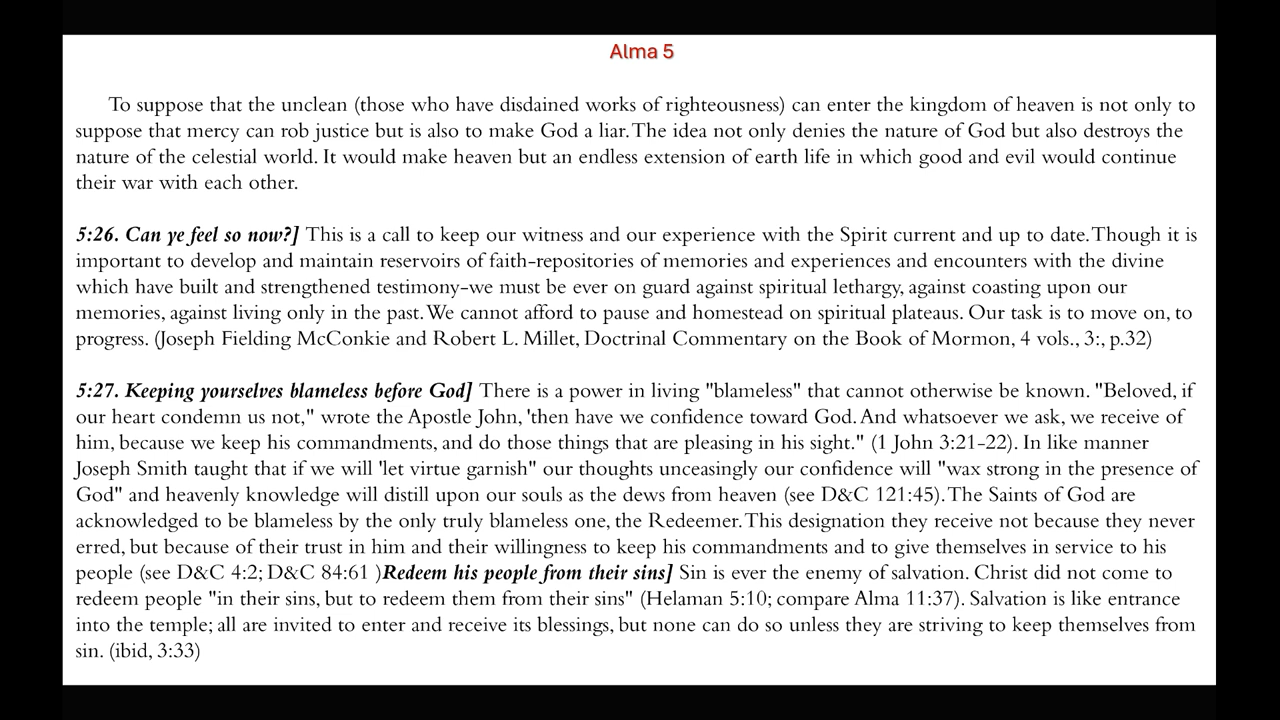 Alma 5
To suppose that the unclean (those who have disdained works of righteousness) can enter the kingdom of heaven is not only to
suppose that mercy can rob justice but is also to make God a liar. The idea not only denies the nature of God but also destroys the
nature of the celestial world. It would make heaven but an endless extension of earth life in which good and evil would continue
their war with each other.
5:26. Can ye feel so now?] This is a call to keep our witness and our experience with the Spirit current and up to date. Though it is
important to develop and maintain reservoirs of faith-repositories of memories and experiences and encounters with the divine
which have built and strengthened testimony-we must be ever on guard against spiritual lethargy, against coasting upon our
memories, against living only in the past. We cannot afford to pause and homestead on spiritual plateaus. Our task is to move on, to
progress. (Joseph Fielding McConkie and Robert L. Millet, Doctrinal Commentary on the Book of Mormon, 4 vols., 3:, p.32)
5:27. Keeping yourselves blameless before God] There is a power in living "blameless" that cannot otherwise be known. "Beloved, if
our heart condemn us not," wrote the Apostle John, 'then have we confidence toward God. And whatsoever we ask, we receive of
him, because we keep his commandments, and do those things that are pleasing in his sight." (1 John 3:21-22). In like manner
Joseph Smith taught that if we will 'let virtue garnish" our thoughts unceasingly our confidence will "wax strong in the presence of
God" and heavenly knowledge will distill upon our souls as the dews from heaven (see D&C 121:45). The Saints of God are
acknowledged to be blameless by the only truly blameless one, the Redeemer. This designation they receive not because they never
erred, but because of their trust in him and their willingness to keep his commandments and to give themselves in service to his
people (see D&C 4:2; D&C 84:61 )Redeem his people from their sins] Sin is ever the enemy of salvation. Christ did not come to
redeem people "in their sins, but to redeem them from their sins" (Helaman 5:10; compare Alma 11:37). Salvation is like entrance
into the temple; all are invited to enter and receive its blessings, but none can do so unless they are striving to keep themselves from
sin. (ibid, 3:33)